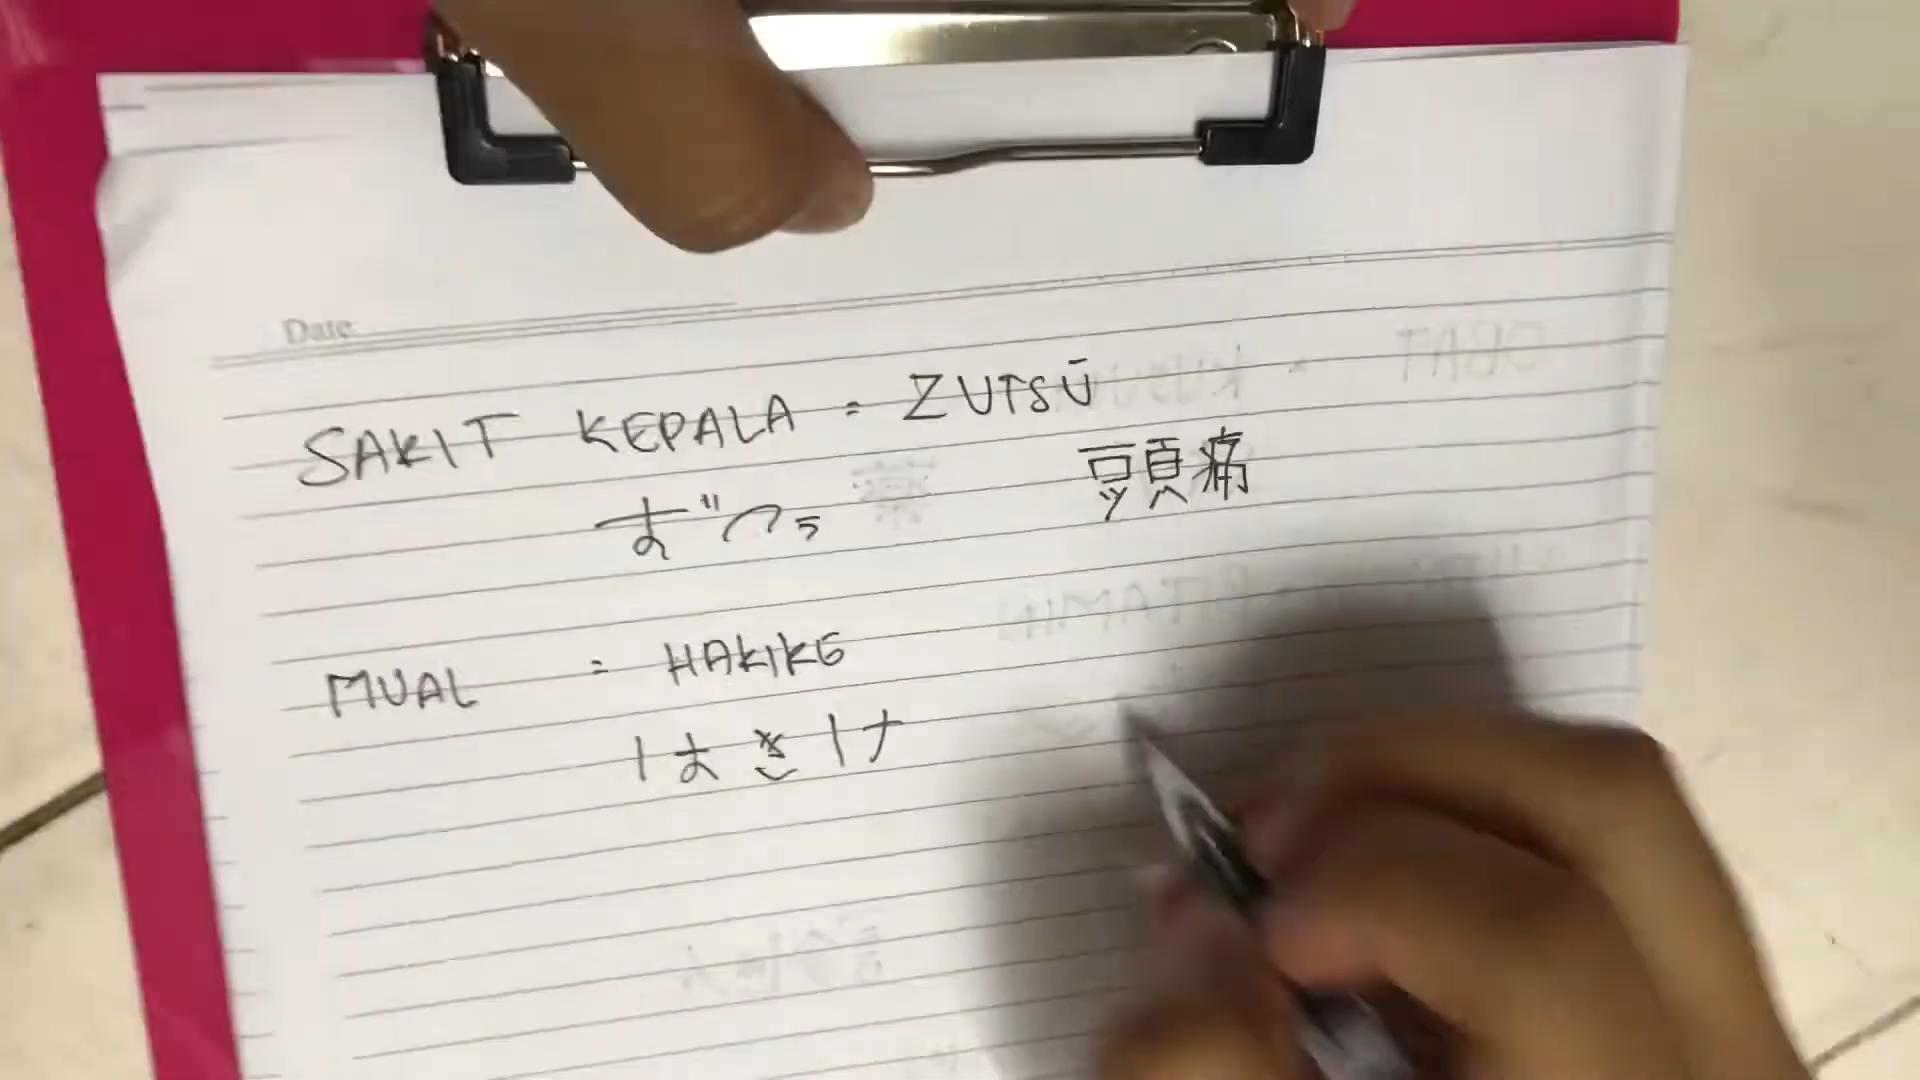 Date
SAKIT KEPALA = ZUTSŪ
ずつう 頭痛
MUAL = HAKIKE
はきけ